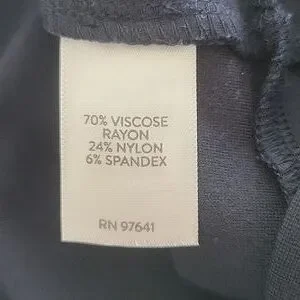 70% VISCOSE
RAYON
24% NYLON
6% SPANDEX
RN 97641